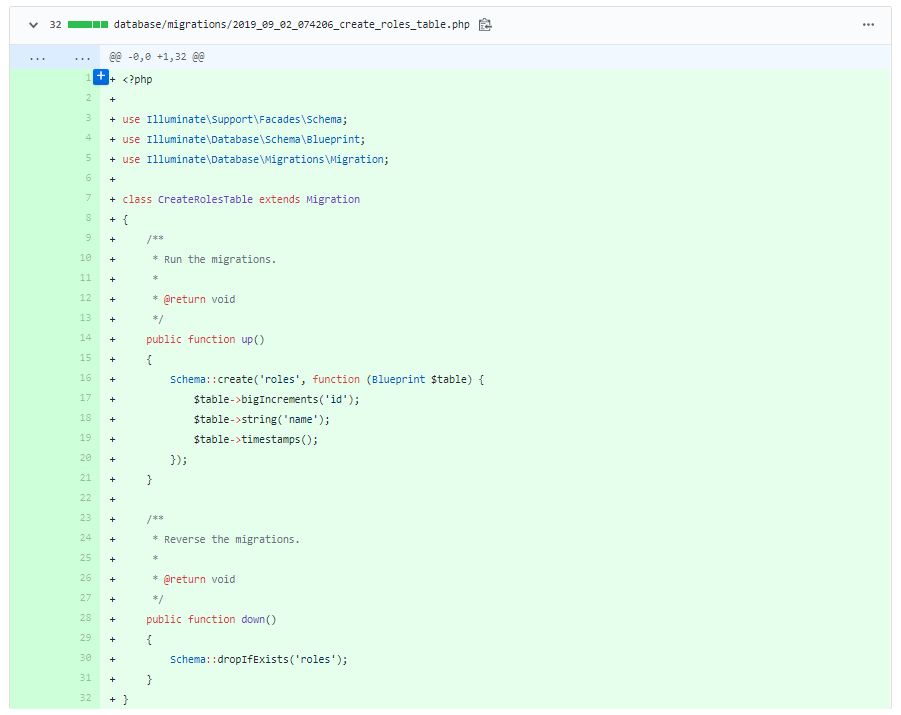 32 database/migrations/2019_09_02_074206_create_roles_table.php ...
... ... @@ -0,0 +1,32 @@
1 + + <?php
2 +
3 + use Illuminate\Support\Facades\Schema;
4 + use Illuminate\Database\Schema\Blueprint;
5 + use Illuminate\Database\Migrations\Migration;
6 +
7 + class CreateRolesTable extends Migration
8 + {
9 +     /**
10 +      * Run the migrations.
11 +      *
12 +      * @return void
13 +      */
14 +     public function up()
15 +     {
16 +         Schema::create('roles', function (Blueprint $table) {
17 +             $table->bigIncrements('id');
18 +             $table->string('name');
19 +             $table->timestamps();
20 +         });
21 +     }
22 +
23 +     /**
24 +      * Reverse the migrations.
25 +      *
26 +      * @return void
27 +      */
28 +     public function down()
29 +     {
30 +         Schema::dropIfExists('roles');
31 +     }
32 + }